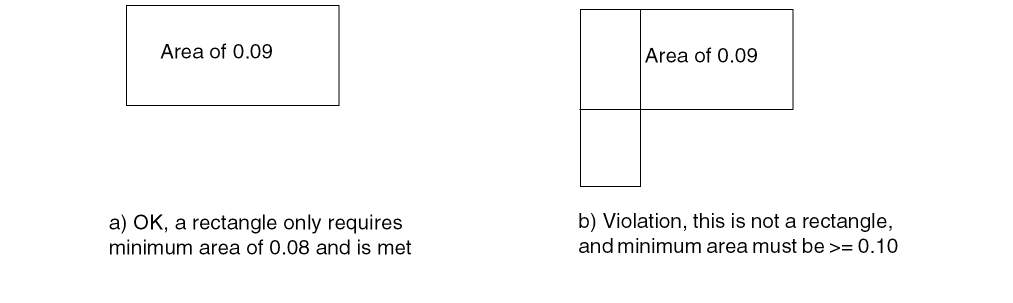 Area of 0.09
Area of 0.09
a) OK, a rectangle only requires
minimum area of 0.08 and is met
b) Violation, this is not a rectangle,
and minimum area must be >= 0.10